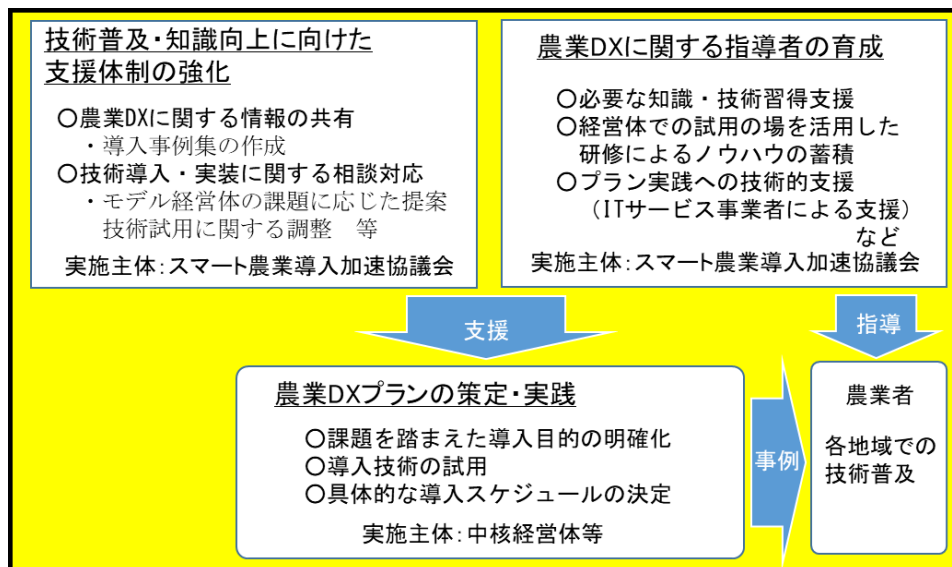 技術普及・知識向上に向けた
支援体制の強化
〇農業DXに関する情報の共有
・導入事例集の作成
〇技術導入・実装に関する相談対応
・モデル経営体の課題に応じた提案
技術試用に関する調整　等
実施主体：スマート農業導入加速協議会
農業DXに関する指導者の育成
〇必要な知識・技術習得支援
〇経営体での試用の場を活用した
研修によるノウハウの蓄積
〇プラン実践への技術的支援
（ITサービス事業者による支援）
など
実施主体：スマート農業導入加速協議会
支援
指導
農業DXプランの策定・実践
〇課題を踏まえた導入目的の明確化
〇導入技術の試用
〇具体的な導入スケジュールの決定
実施主体：中核経営体等
事例
農業者
各地域での
技術普及